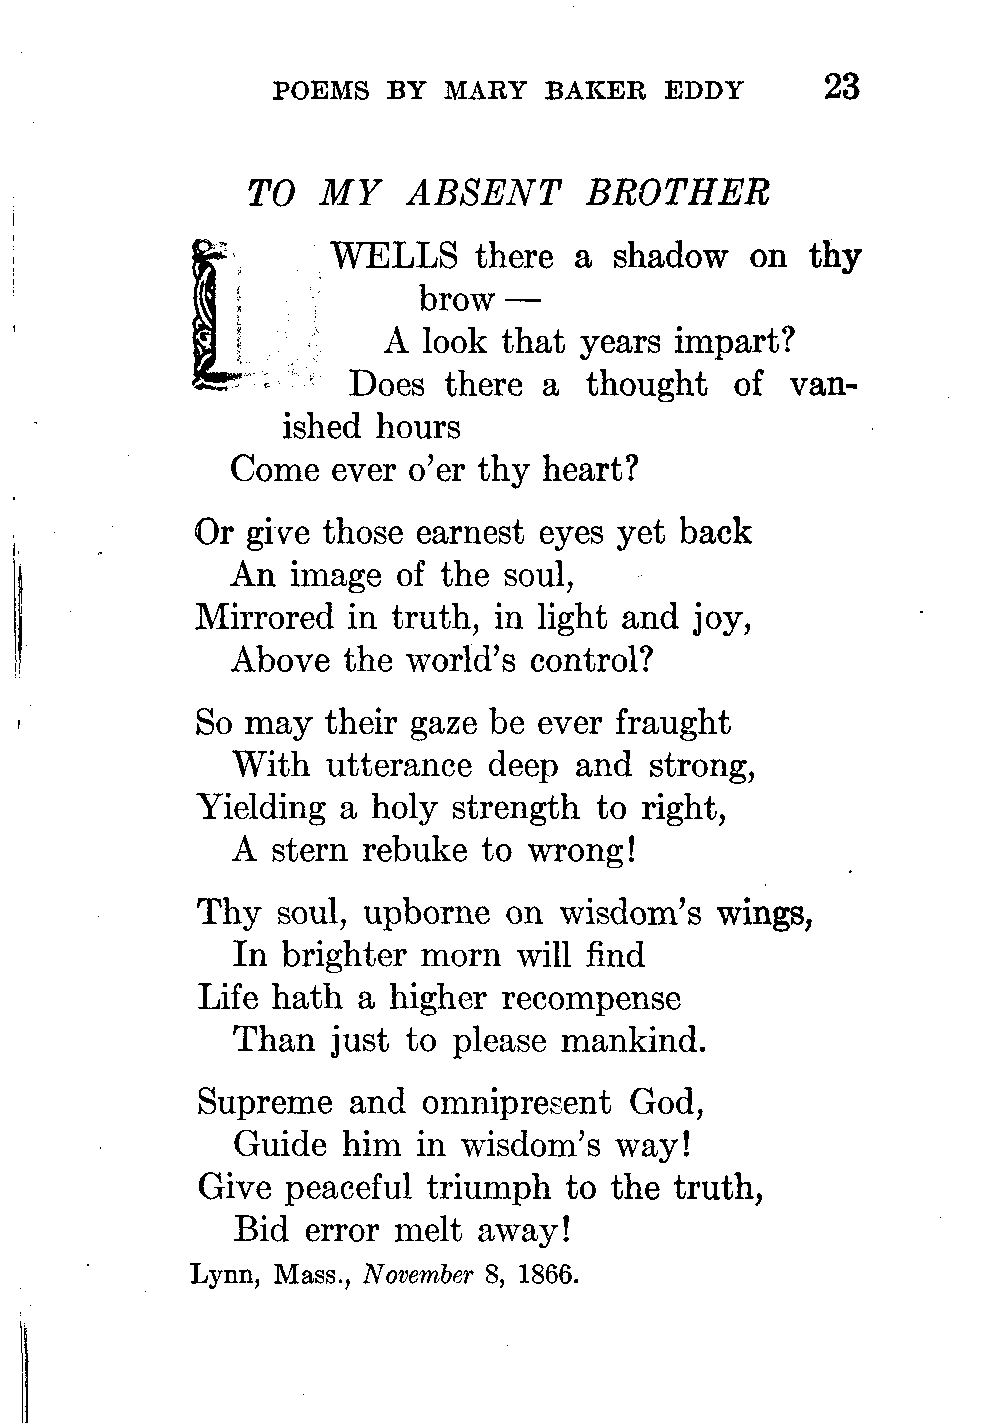 POEMS BY MARY BAKER EDDY 23
TO MY ABSENT BROTHER
DWELLS there a shadow on thy
brow —
A look that years impart?
Does there a thought of van-
ished hours
Come ever o'er thy heart?
Or give those earnest eyes yet back
An image of the soul,
Mirrored in truth, in light and joy,
Above the world's control?
So may their gaze be ever fraught
With utterance deep and strong,
Yielding a holy strength to right,
A stern rebuke to wrong!
Thy soul, upborne on wisdom's wings,
In brighter morn will find
Life hath a higher recompense
Than just to please mankind.
Supreme and omnipresent God,
Guide him in wisdom's way!
Give peaceful triumph to the truth,
Bid error melt away!
Lynn, Mass., November 8, 1866.